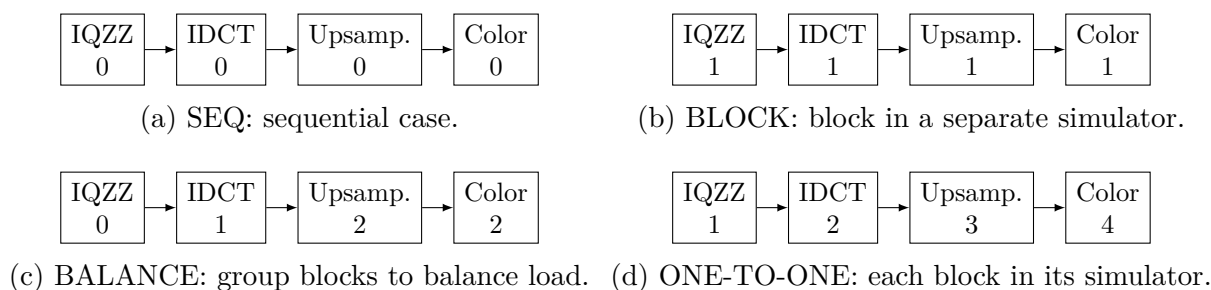 IQZZ IDCT Upsamp. Color IQZZ IDCT Upsamp. Color
0 0 0 0 1 1 1 1
(a) SEQ: sequential case. (b) BLOCK: block in a separate simulator.
IQZZ IDCT Upsamp. Color IQZZ IDCT Upsamp. Color
0 1 2 2 1 2 3 4
(c) BALANCE: group blocks to balance load. (d) ONE-TO-ONE: each block in its simulator.